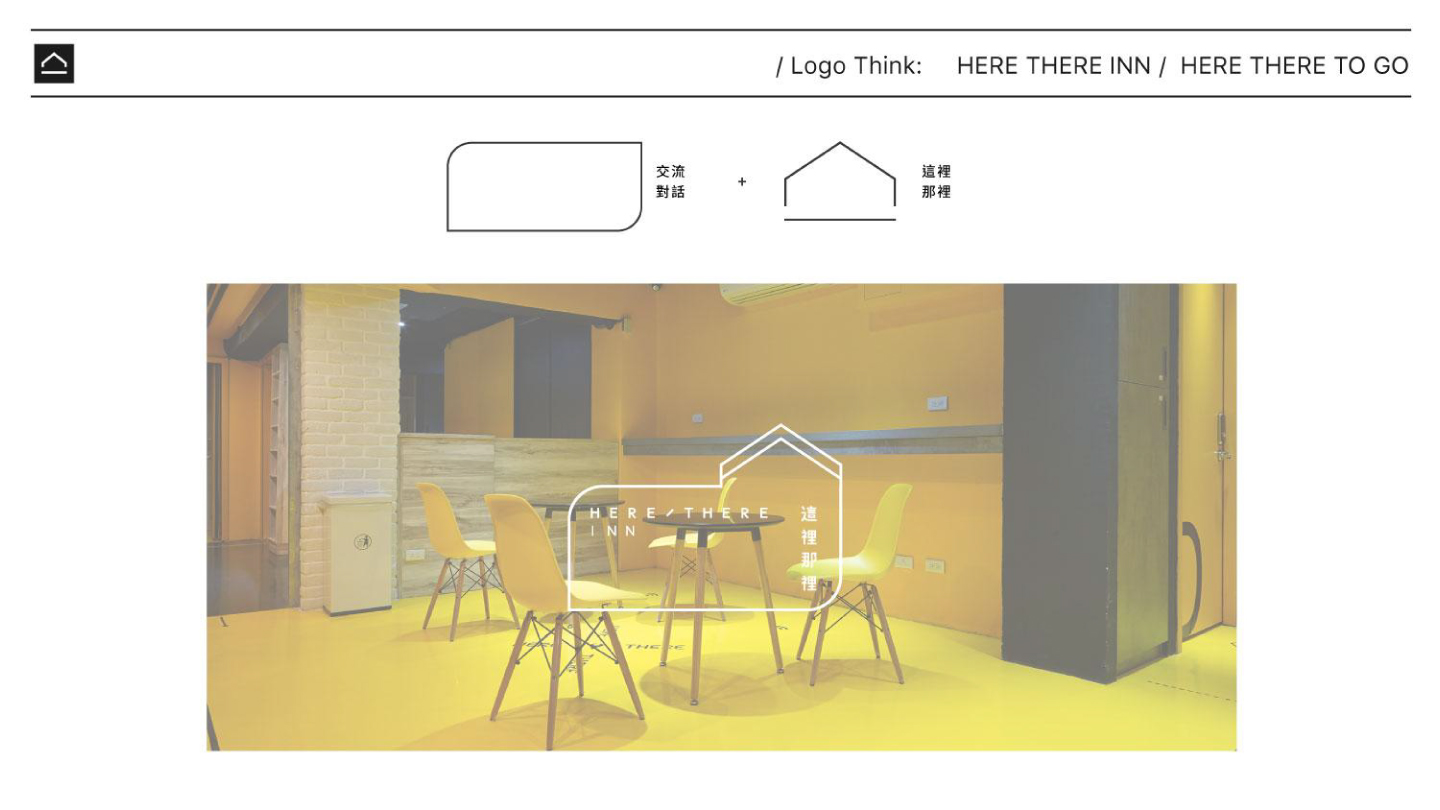 / Logo Think: HERE THERE INN / HERE THERE TO GO
交流
對話
+
這裡
那裡
HERE/THERE
INN
這裡那裡
THERE